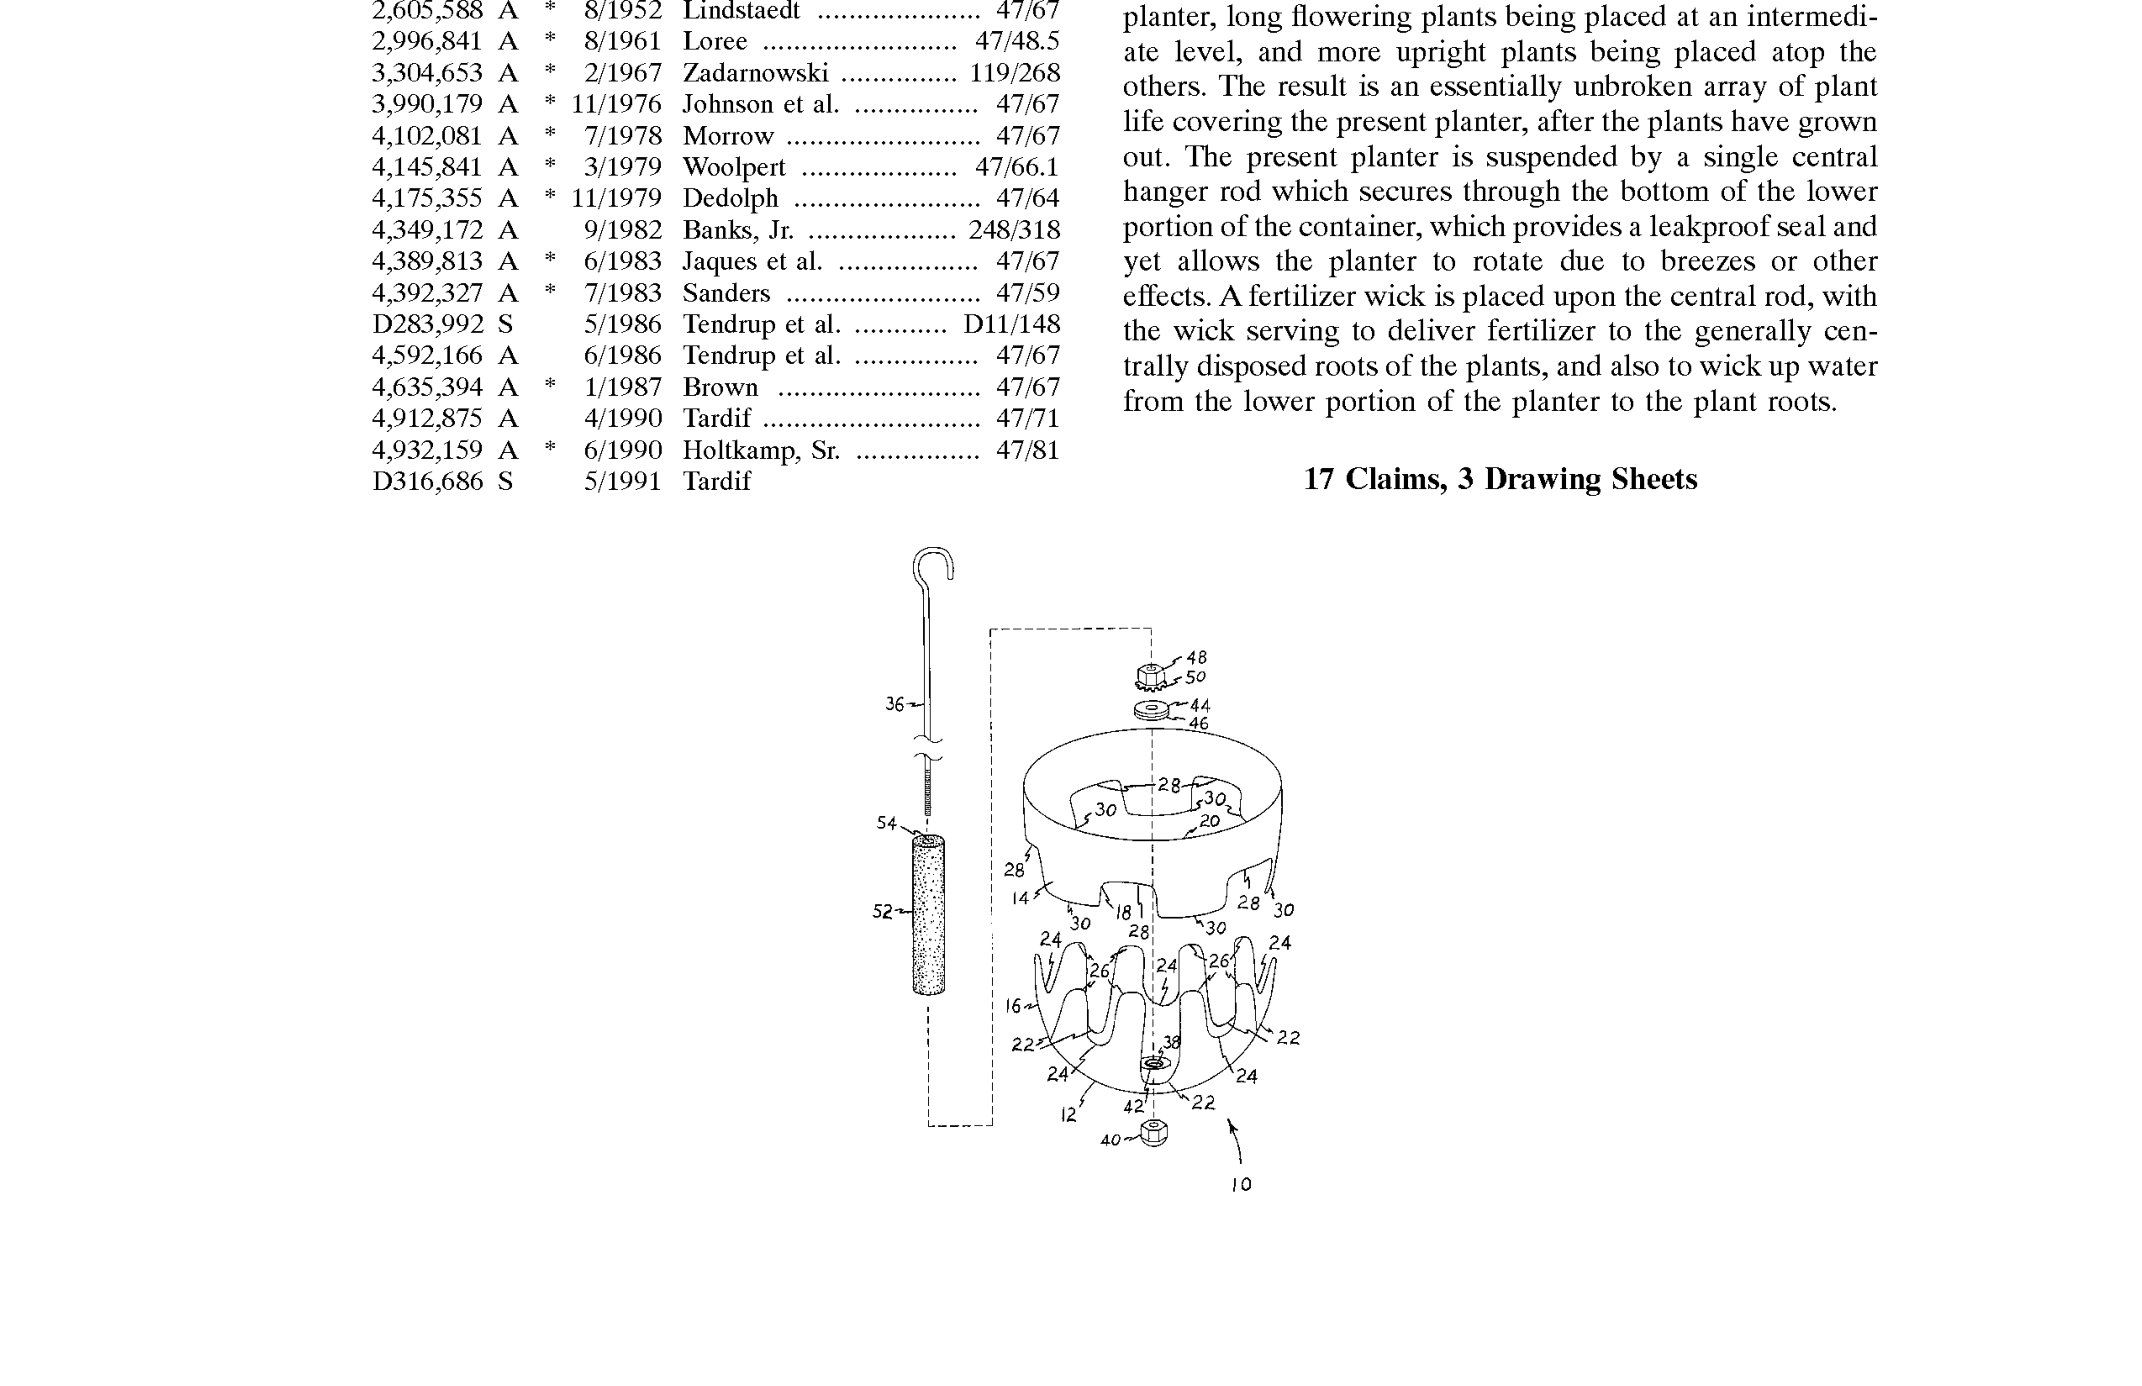 2,605,588 A * 8/1952 Lindstaedt ..................... 47/67
2,996,841 A * 8/1961 Loree ......................... 47/48.5
3,304,653 A * 2/1967 Zadarnowski ............... 119/268
3,990,179 A * 11/1976 Johnson et al. ................ 47/67
4,102,081 A * 7/1978 Morrow ......................... 47/67
4,145,841 A * 3/1979 Woolpert .................... 47/66.1
4,175,355 A * 11/1979 Dedolph ........................ 47/64
4,349,172 A 9/1982 Banks, Jr. ................... 248/318
4,389,813 A * 6/1983 Jaques et al. .................. 47/67
4,392,327 A * 7/1983 Sanders ......................... 47/59
D283,992 S 5/1986 Tendrup et al. ............ D11/148
4,592,166 A 6/1986 Tendrup et al. ................ 47/67
4,635,394 A * 1/1987 Brown .......................... 47/67
4,912,875 A 4/1990 Tardif ............................ 47/71
4,932,159 A * 6/1990 Holtkamp, Sr. ................ 47/81
D316,686 S 5/1991 Tardif
planter, long flowering plants being placed at an intermedi-
ate level, and more upright plants being placed atop the
others. The result is an essentially unbroken array of plant
life covering the present planter, after the plants have grown
out. The present planter is suspended by a single central
hanger rod which secures through the bottom of the lower
portion of the container, which provides a leakproof seal and
yet allows the planter to rotate due to breezes or other
effects. A fertilizer wick is placed upon the central rod, with
the wick serving to deliver fertilizer to the generally cen-
trally disposed roots of the plants, and also to wick up water
from the lower portion of the planter to the plant roots.
17 Claims, 3 Drawing Sheets
48
50
36
44
46
28
30
30
20
54
28
14
52
18
28
28
30
30
30
30
24
24
26
24
26
16
22
38
22
24
24
12
42
22
40
10